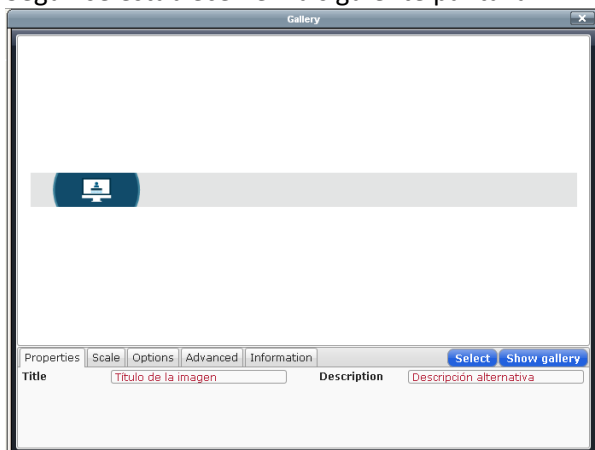 Gallery
Properties Scale Options Advanced Information Select Show gallery
Title Título de la imagen Description Descripción alternativa